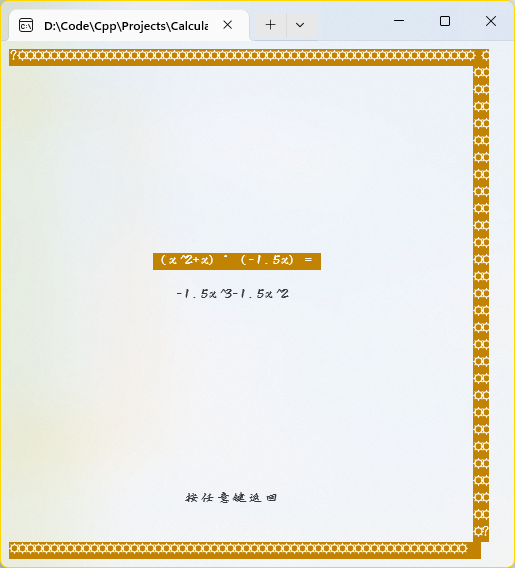 D:\Code\Cpp\Projects\Calcula
(x^2+x) * (-1.5x) =
-1.5x^3-1.5x^2
按任意键返回